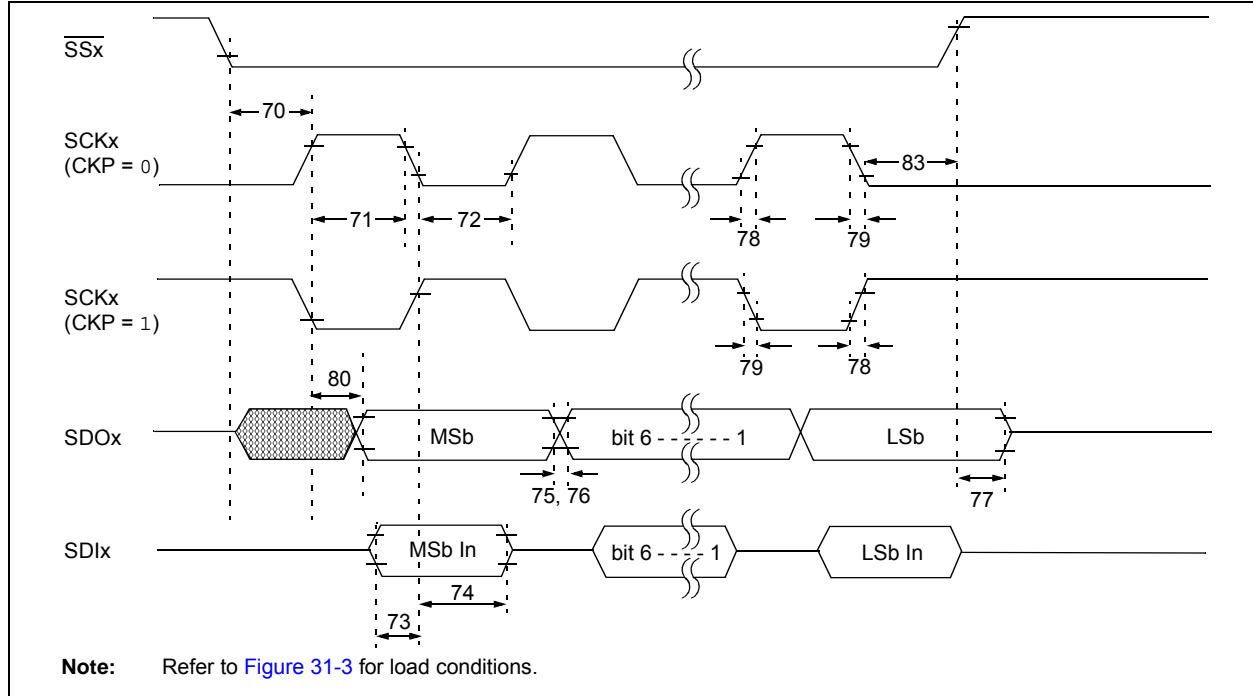 SSx
70
SCKx
(CKP = 0)
83
71
72
78
79
SCKx
(CKP = 1)
79
78
80
SDOx
MSb
bit 6 - - - - - - 1
LSb
75, 76
77
SDIx
MSb In
bit 6 - - - - 1
LSb In
74
73
Note: Refer to Figure 31-3 for load conditions.